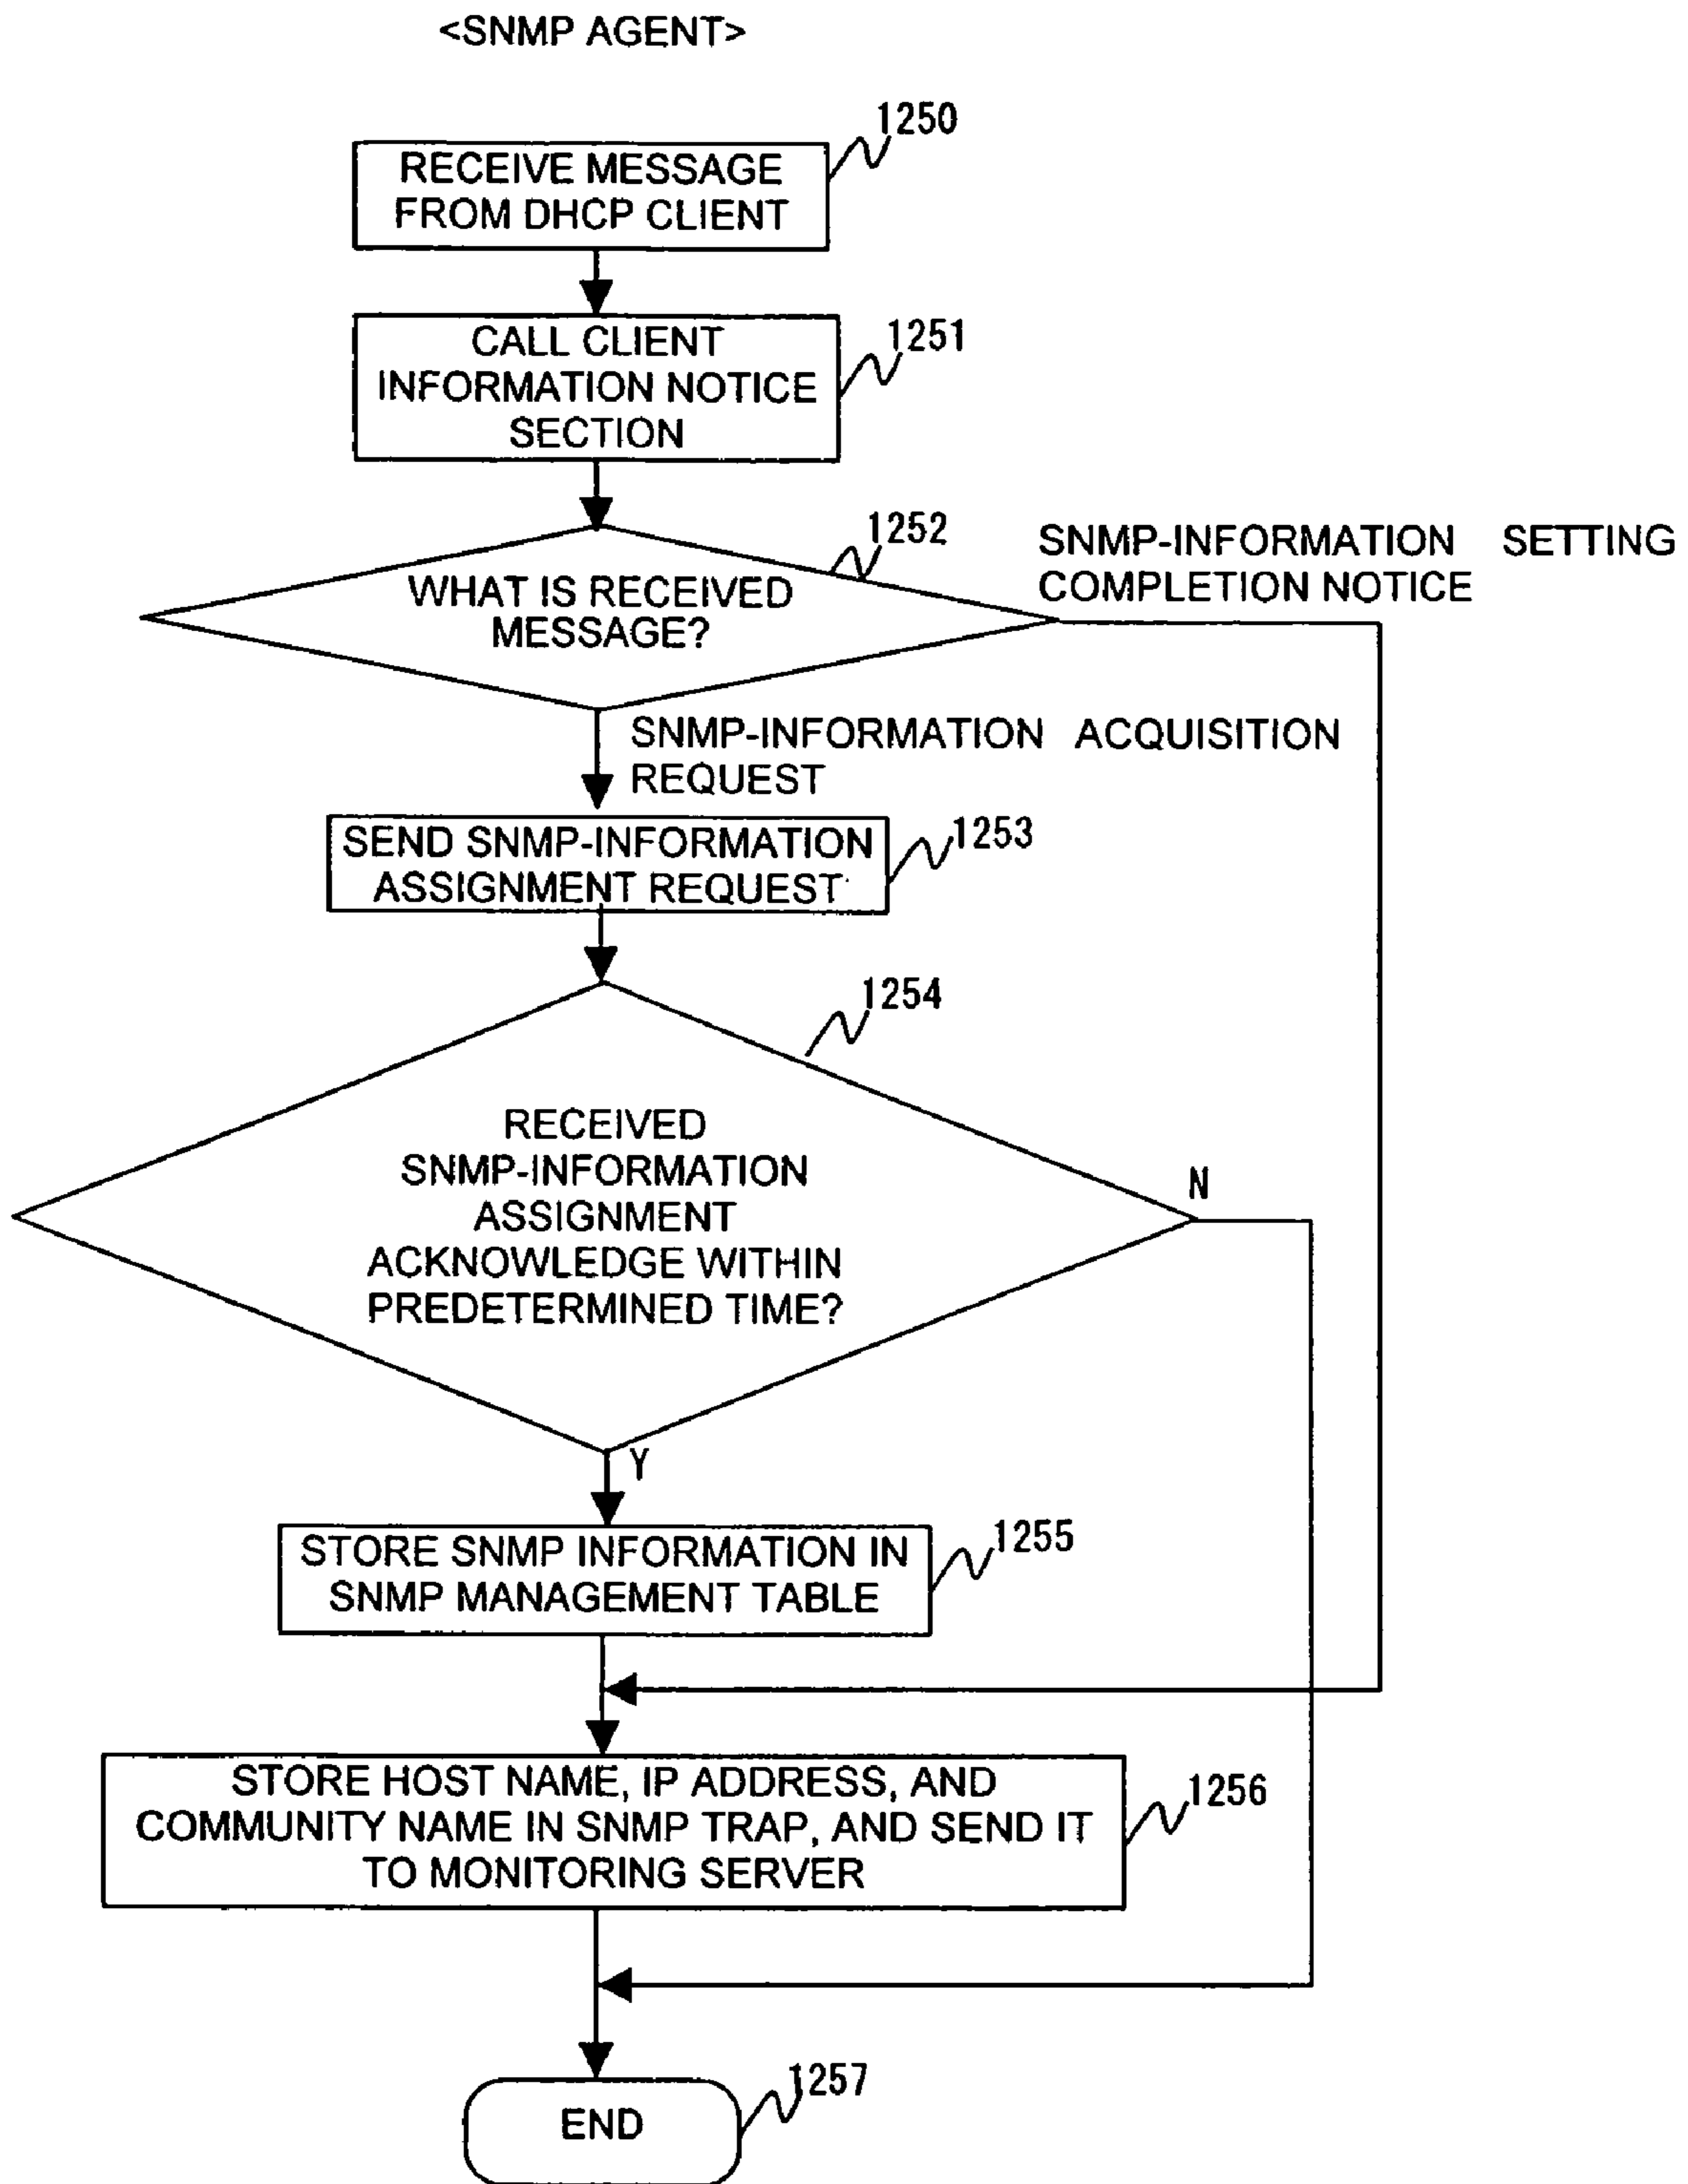 <SNMP AGENT>
1250
RECEIVE MESSAGE
FROM DHCP CLIENT
1251
CALL CLIENT
INFORMATION NOTICE
SECTION
1252
SNMP-INFORMATION SETTING
COMPLETION NOTICE
WHAT IS RECEIVED
MESSAGE?
SNMP-INFORMATION ACQUISITION
REQUEST
1253
SEND SNMP-INFORMATION
ASSIGNMENT REQUEST
1254
RECEIVED
SNMP-INFORMATION
ASSIGNMENT
ACKNOWLEDGE WITHIN
PREDETERMINED TIME?
N
Y
1255
STORE SNMP INFORMATION IN
SNMP MANAGEMENT TABLE
1256
STORE HOST NAME, IP ADDRESS, AND
COMMUNITY NAME IN SNMP TRAP, AND SEND IT
TO MONITORING SERVER
1257
END